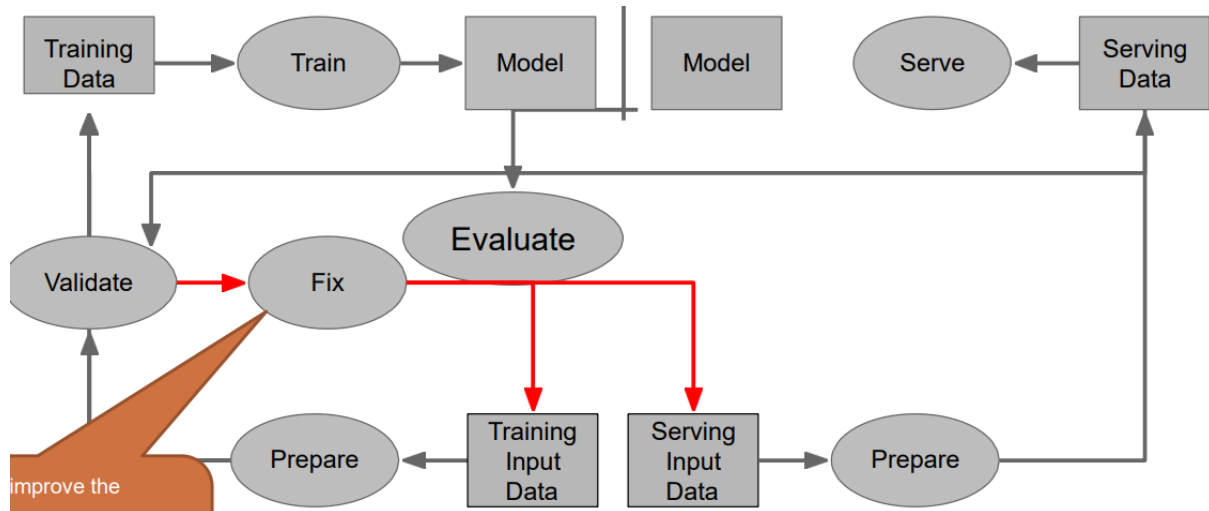 Training
Data
Train
Model
Model
Serve
Serving
Data
Evaluate
Validate
Fix
Prepare
Training
Input
Data
Serving
Input
Data
Prepare
improve the